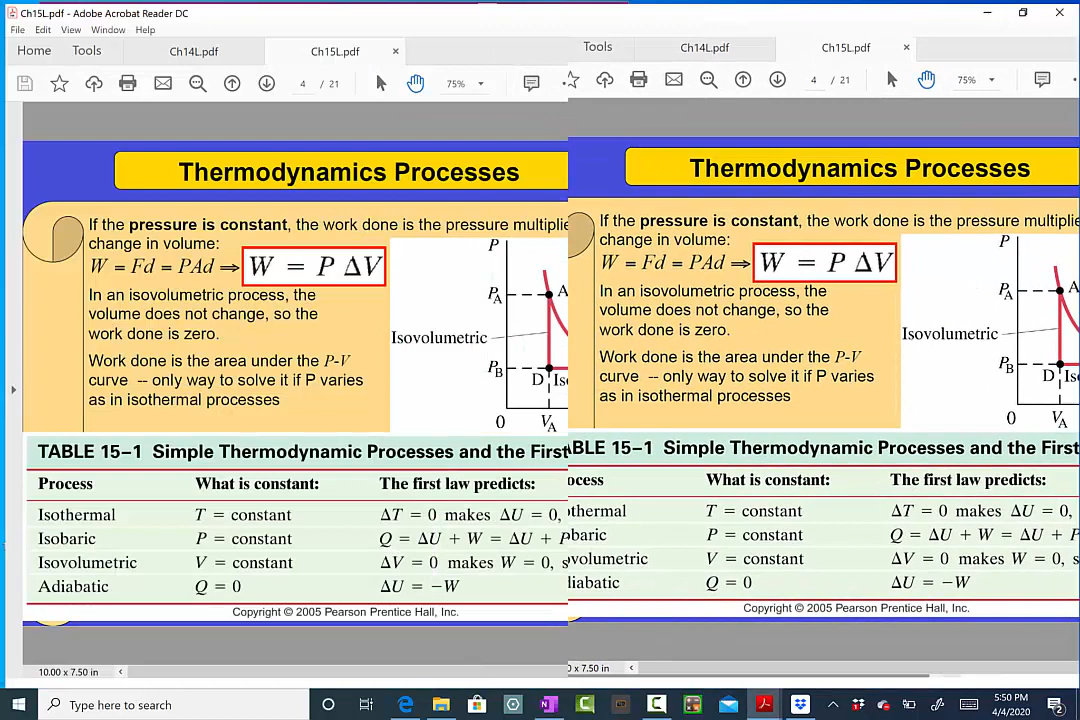 Ch15L.pdf - Adobe Acrobat Reader DC
File Edit View Window Help
Home Tools Ch14L.pdf Ch15L.pdf ×
4 / 21 75%
Thermodynamics Processes
If the pressure is constant, the work done is the pressure
change in volume:
W = Fd = PAd ⇒ W = P ΔV
In an isovolumetric process, the
volume does not change, so the
work done is zero.
Work done is the area under the P-V
curve -- only way to solve it if P varies
as in isothermal processes
P
P_A A
Isovolumetric
P_B
D
0 V_A
TABLE 15–1 Simple Thermodynamic Processes and the First
Process What is constant: The first law predicts:
Isothermal T = constant ΔT = 0 makes ΔU = 0,
Isobaric P = constant Q = ΔU + W = ΔU + P
Isovolumetric V = constant ΔV = 0 makes W = 0, s
Adiabatic Q = 0 ΔU = −W
Copyright © 2005 Pearson Prentice Hall, Inc.
10.00 x 7.50 in
Tools Ch14L.pdf Ch15L.pdf ×
4 / 21 75%
Thermodynamics Processes
If the pressure is constant, the work done is the pressure
change in volume:
W = Fd = PAd ⇒ W = P ΔV
In an isovolumetric process, the
volume does not change, so the
work done is zero.
Work done is the area under the P-V
curve -- only way to solve it if P varies
as in isothermal processes
P
P_A A
Isovolumetric
P_B
D
0 V_A
BLE 15–1 Simple Thermodynamic Processes and the First
ocess What is constant: The first law predicts:
othermal T = constant ΔT = 0 makes ΔU = 0,
baric P = constant Q = ΔU + W = ΔU + P
ovolumetric V = constant ΔV = 0 makes W = 0, s
diabatic Q = 0 ΔU = −W
Copyright © 2005 Pearson Prentice Hall, Inc.
x 7.50 in
Type here to search
5:50 PM
4/4/2020
2